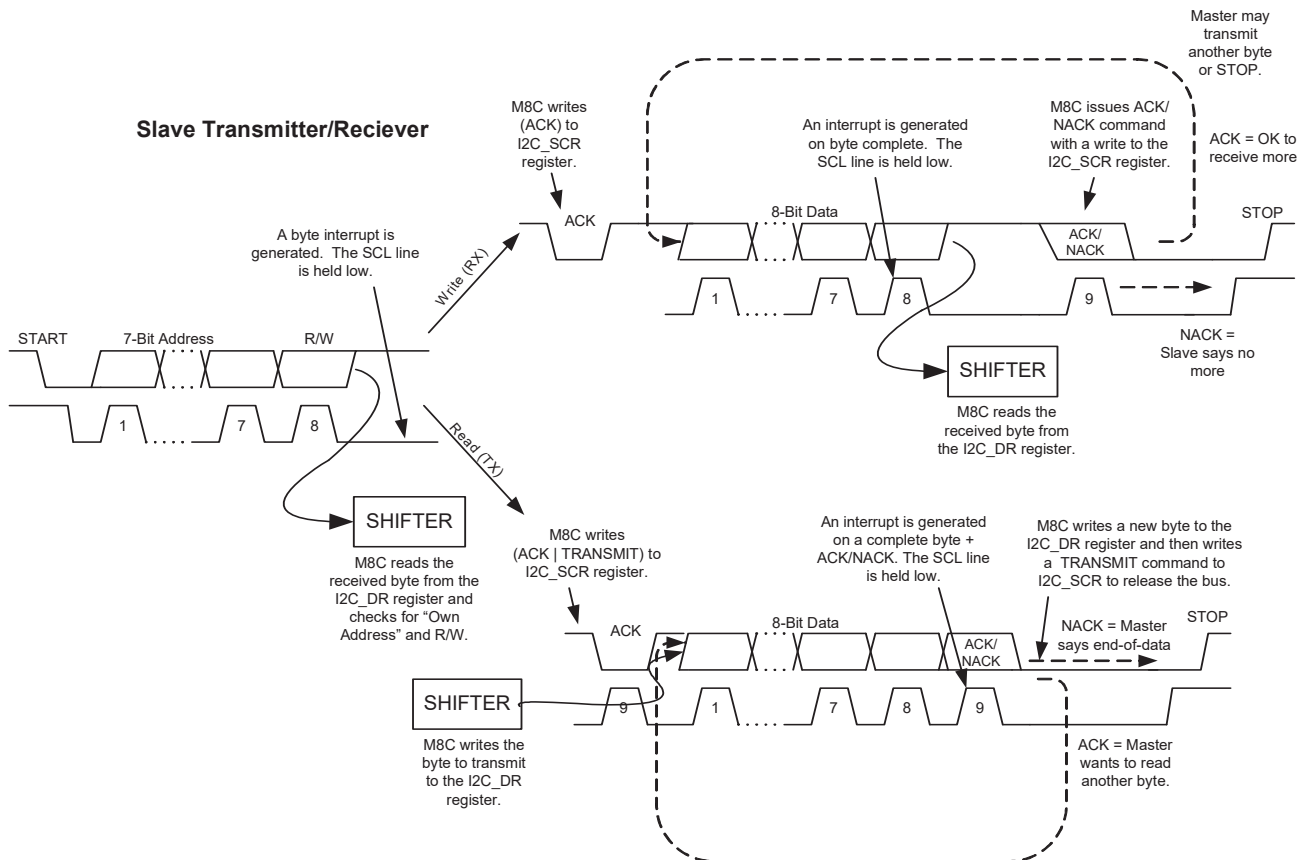 Master may
transmit
another byte
or STOP.
Slave Transmitter/Reciever
M8C writes
(ACK) to
I2C_SCR
register.
An interrupt is generated
on byte complete.  The
SCL line is held low.
M8C issues ACK/
NACK command
with a write to the
I2C_SCR register.
ACK = OK to
receive more
A byte interrupt is
generated.  The SCL line
is held low.
Write (RX)
ACK
8-Bit Data
ACK/
NACK
STOP
1
7
8
9
NACK =
Slave says no
more
START
7-Bit Address
R/W
1
7
8
SHIFTER
M8C reads the
received byte from
the I2C_DR register.
Read (TX)
SHIFTER
M8C reads the
received byte from the
I2C_DR register and
checks for “Own
Address” and R/W.
M8C writes
(ACK | TRANSMIT) to
I2C_SCR register.
An interrupt is generated
on a complete byte +
ACK/NACK. The SCL line
is held low.
M8C writes a new byte to the
I2C_DR register and then writes
a  TRANSMIT command to
I2C_SCR to release the bus.
ACK
8-Bit Data
ACK/
NACK
NACK = Master
says end-of-data
STOP
SHIFTER
9
1
7
8
9
M8C writes the
byte to transmit
to the I2C_DR
register.
ACK = Master
wants to read
another byte.